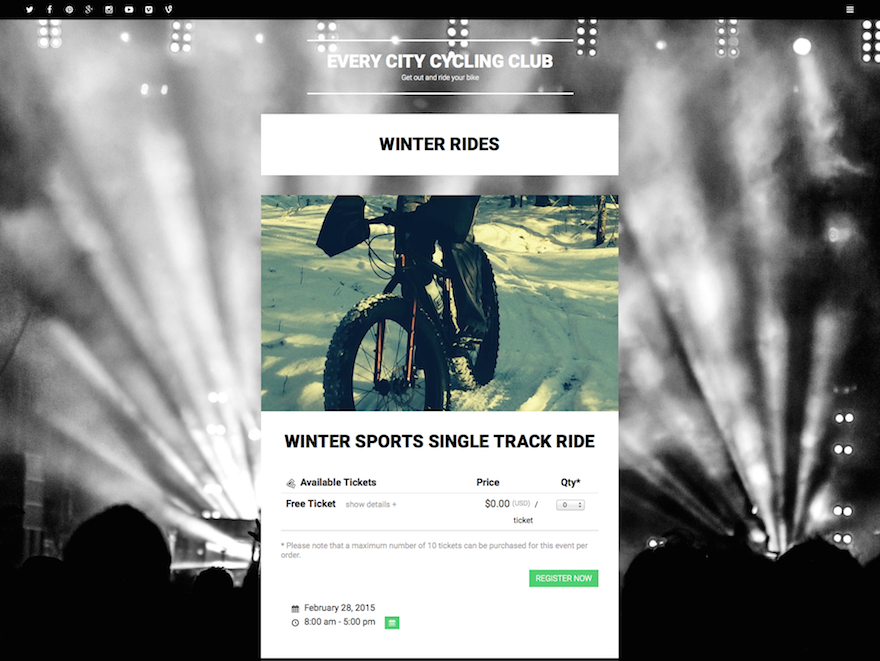 EVERY CITY CYCLING CLUB
Get out and ride your bike
WINTER RIDES
WINTER SPORTS SINGLE TRACK RIDE
Available Tickets Price Qty*
Free Ticket show details + $0.00 (USD) / 0
ticket
* Please note that a maximum number of 10 tickets can be purchased for this event per
order.
REGISTER NOW
February 28, 2015
8:00 am - 5:00 pm